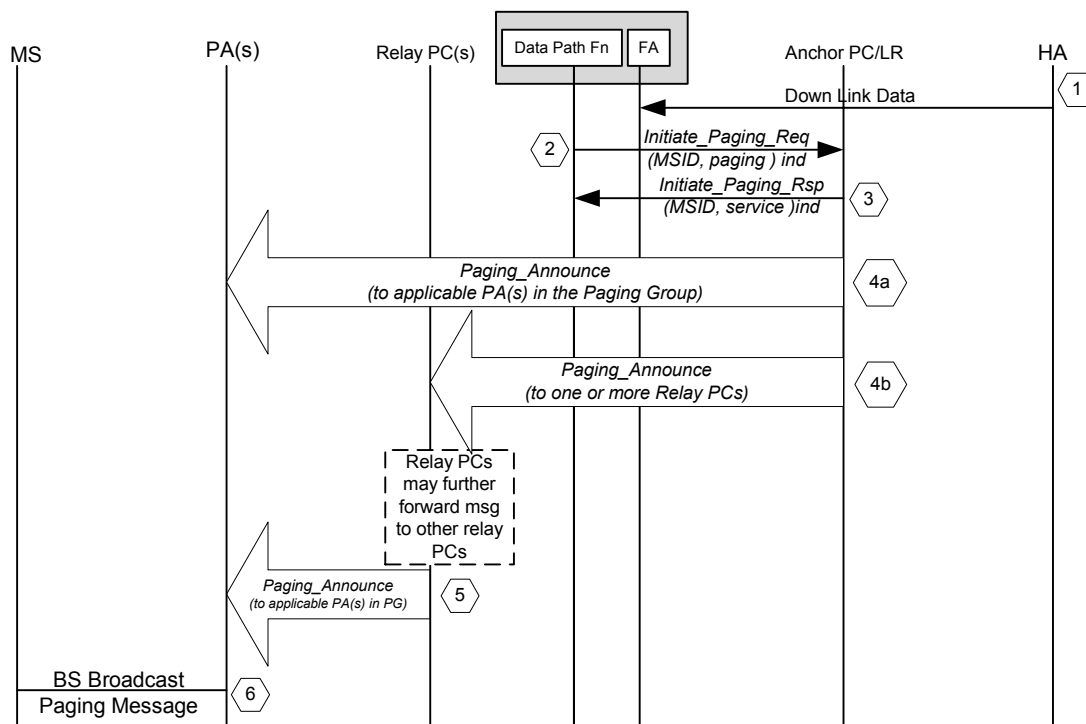 MS
PA(s)
Relay PC(s)
Data Path Fn
FA
Anchor PC/LR
HA
1
Down Link Data
2
Initiate_Paging_Req
(MSID, paging ) ind
Initiate_Paging_Rsp
(MSID, service )ind
3
Paging_Announce
(to applicable PA(s) in the Paging Group)
4a
Paging_Announce
(to one or more Relay PCs)
4b
Relay PCs
may further
forward msg
to other relay
PCs
Paging_Announce
(to applicable PA(s) in PG)
5
BS Broadcast
Paging Message
6